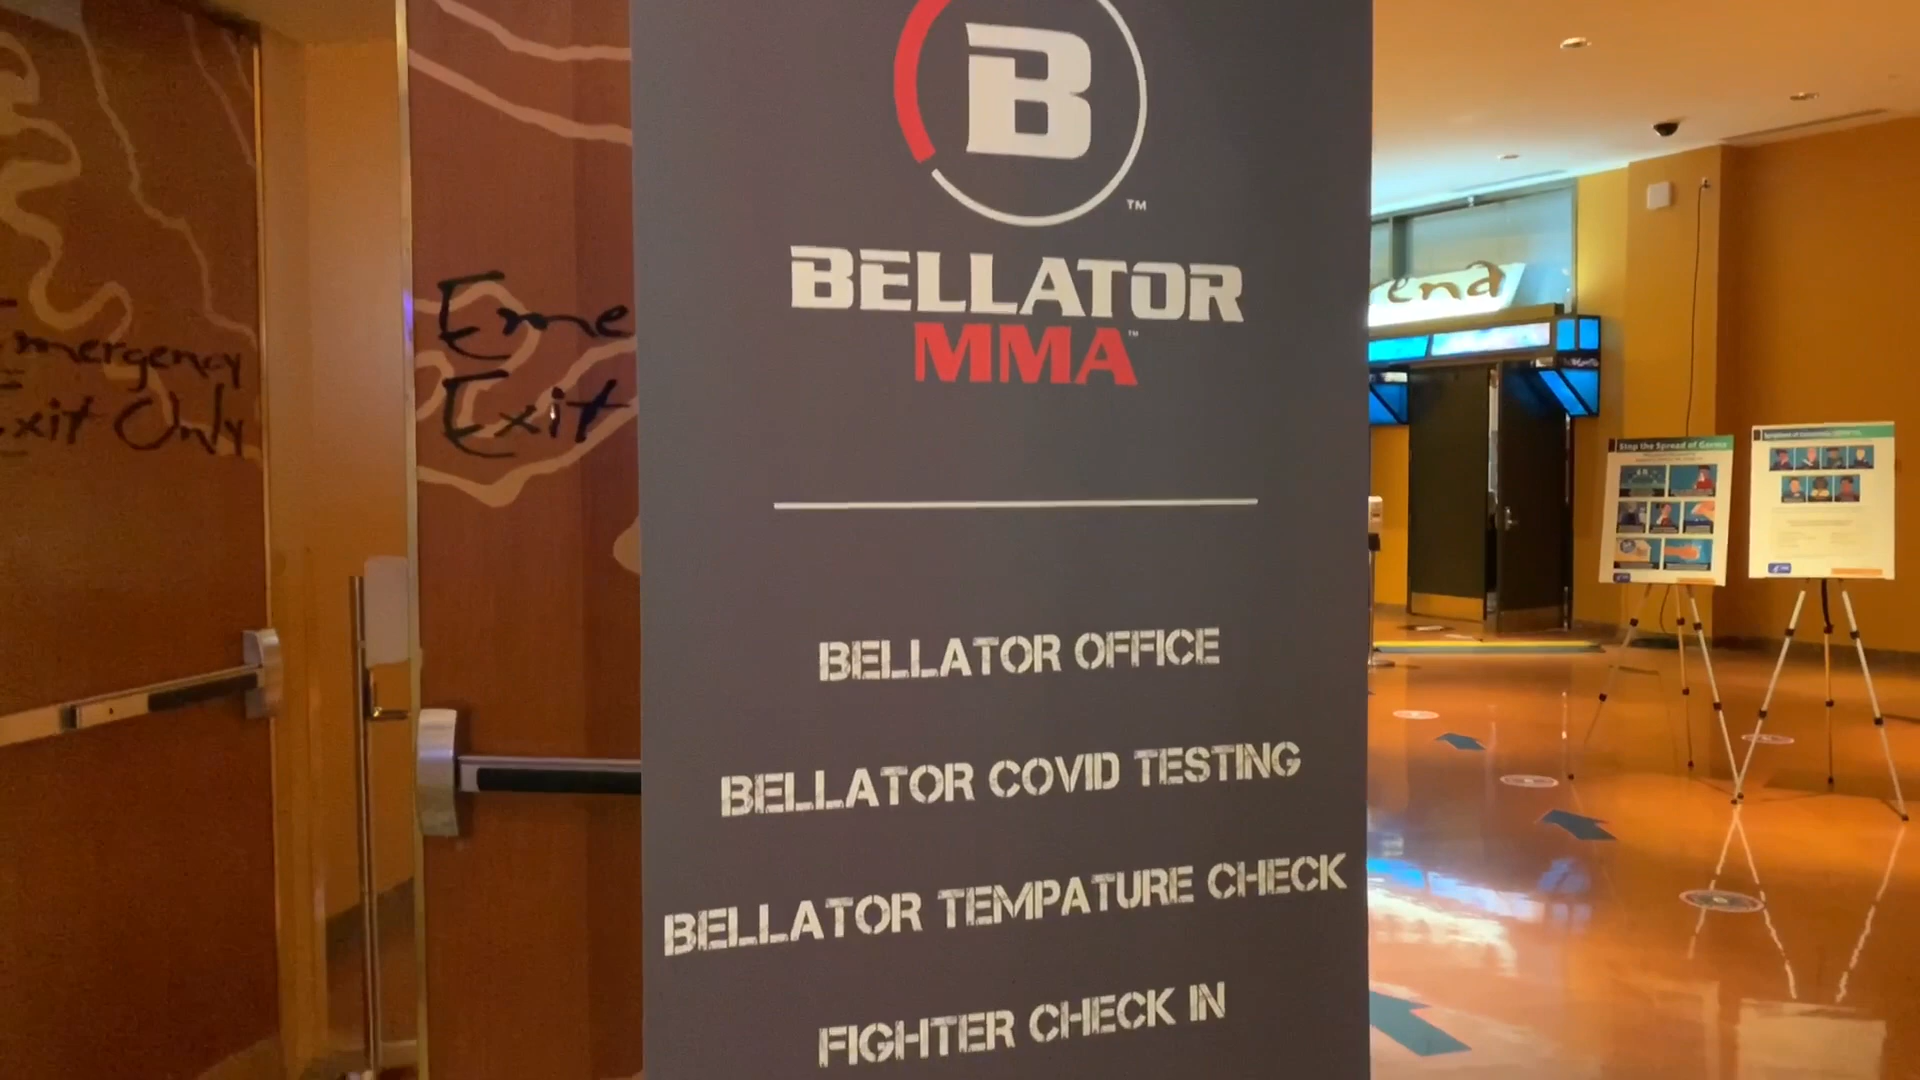 B
TM
BELLATOR
MMA TM
BELLATOR OFFICE
BELLATOR COVID TESTING
BELLATOR TEMPATURE CHECK
FIGHTER CHECK IN
Emergency
Exit Only
Eme
Exit
rena
Stop the Spread of Germs